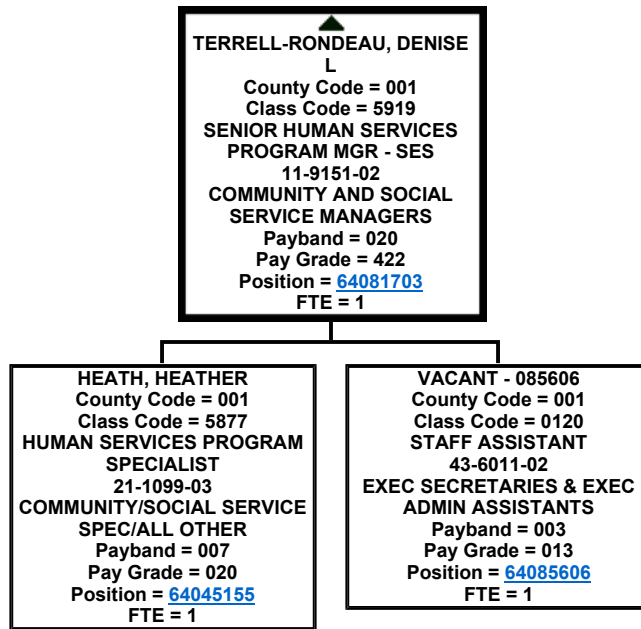 TERRELL-RONDEAU, DENISE
L
County Code = 001
Class Code = 5919
SENIOR HUMAN SERVICES
PROGRAM MGR - SES
11-9151-02
COMMUNITY AND SOCIAL
SERVICE MANAGERS
Payband = 020
Pay Grade = 422
Position = 64081703
FTE = 1
HEATH, HEATHER
County Code = 001
Class Code = 5877
HUMAN SERVICES PROGRAM
SPECIALIST
21-1099-03
COMMUNITY/SOCIAL SERVICE
SPEC/ALL OTHER
Payband = 007
Pay Grade = 020
Position = 64045155
FTE = 1
VACANT - 085606
County Code = 001
Class Code = 0120
STAFF ASSISTANT
43-6011-02
EXEC SECRETARIES & EXEC
ADMIN ASSISTANTS
Payband = 003
Pay Grade = 013
Position = 64085606
FTE = 1